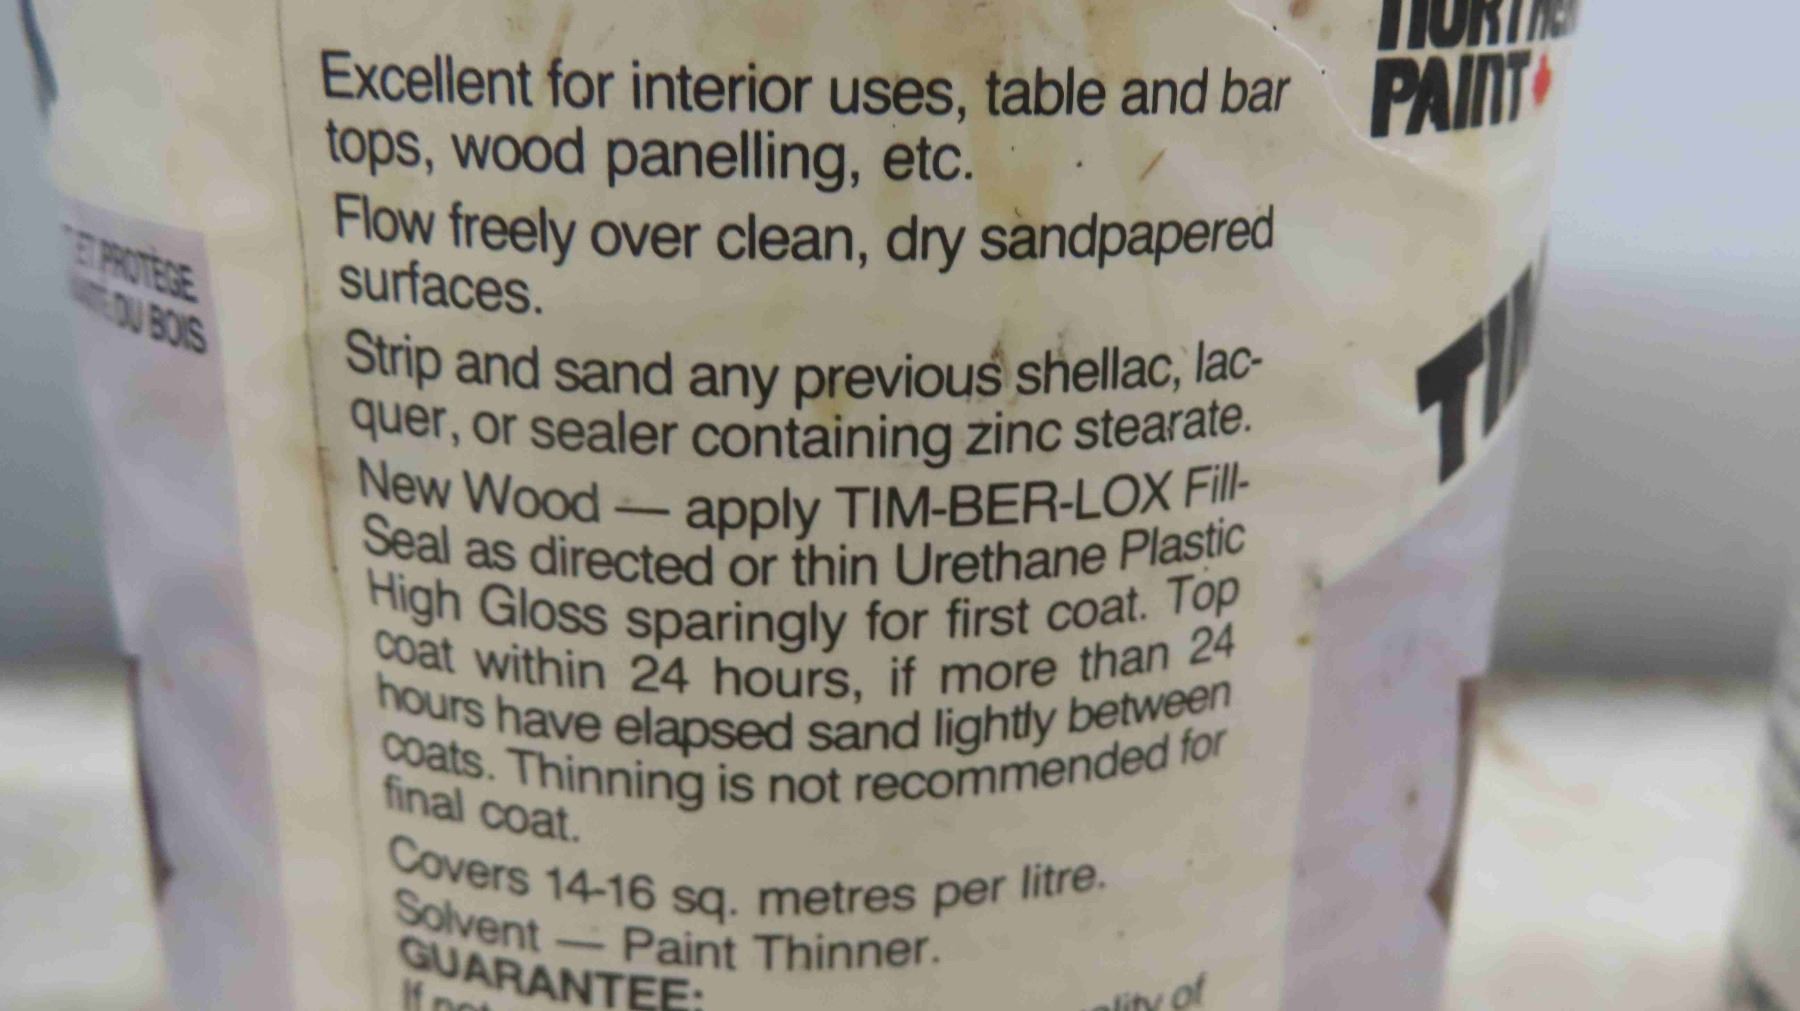 Excellent for interior uses, table and bar
tops, wood panelling, etc.
Flow freely over clean, dry sandpapered
surfaces.
Strip and sand any previous shellac, lac-
quer, or sealer containing zinc stearate.
New Wood — apply TIM-BER-LOX Fill-
Seal as directed or thin Urethane Plastic
High Gloss sparingly for first coat. Top
coat within 24 hours, if more than 24
hours have elapsed sand lightly between
coats. Thinning is not recommended for
final coat.
Covers 14-16 sq. metres per litre.
Solvent — Paint Thinner.
GUARANTEE:
If of
ET PROTÈGE
DU BOIS
PAINT